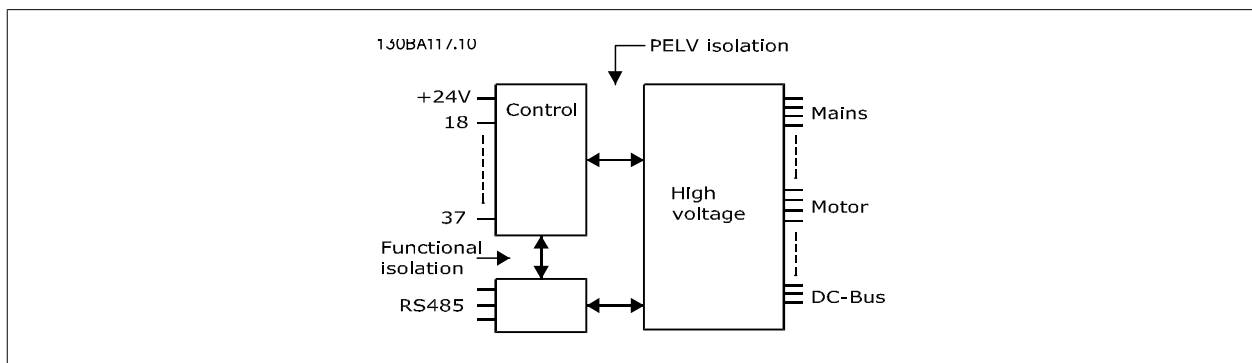 130BA117.10
PELV isolation
+24V
Control
18
Mains
High
voltage
Motor
37
Functional
isolation
RS485
DC-Bus